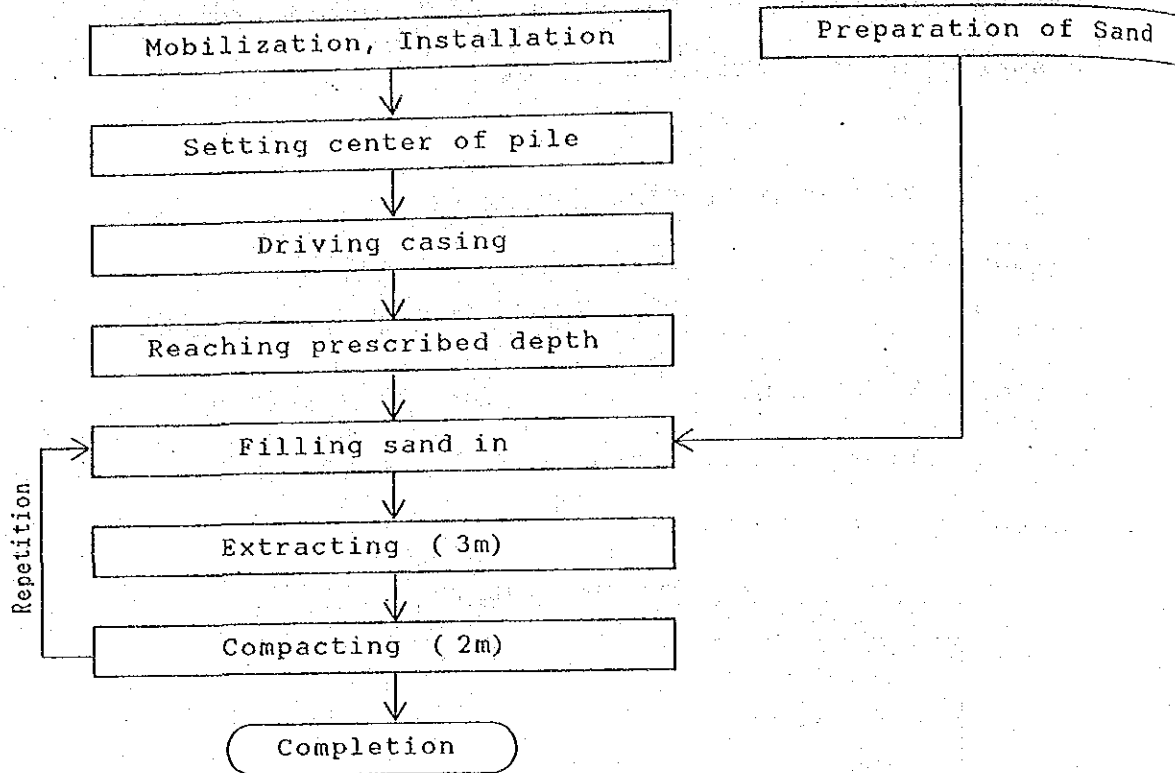 Mobilization, Installation
Preparation of Sand
Setting center of pile
Driving casing
Reaching prescribed depth
Filling sand in
Repetition
Extracting (3m)
Compacting (2m)
Completion